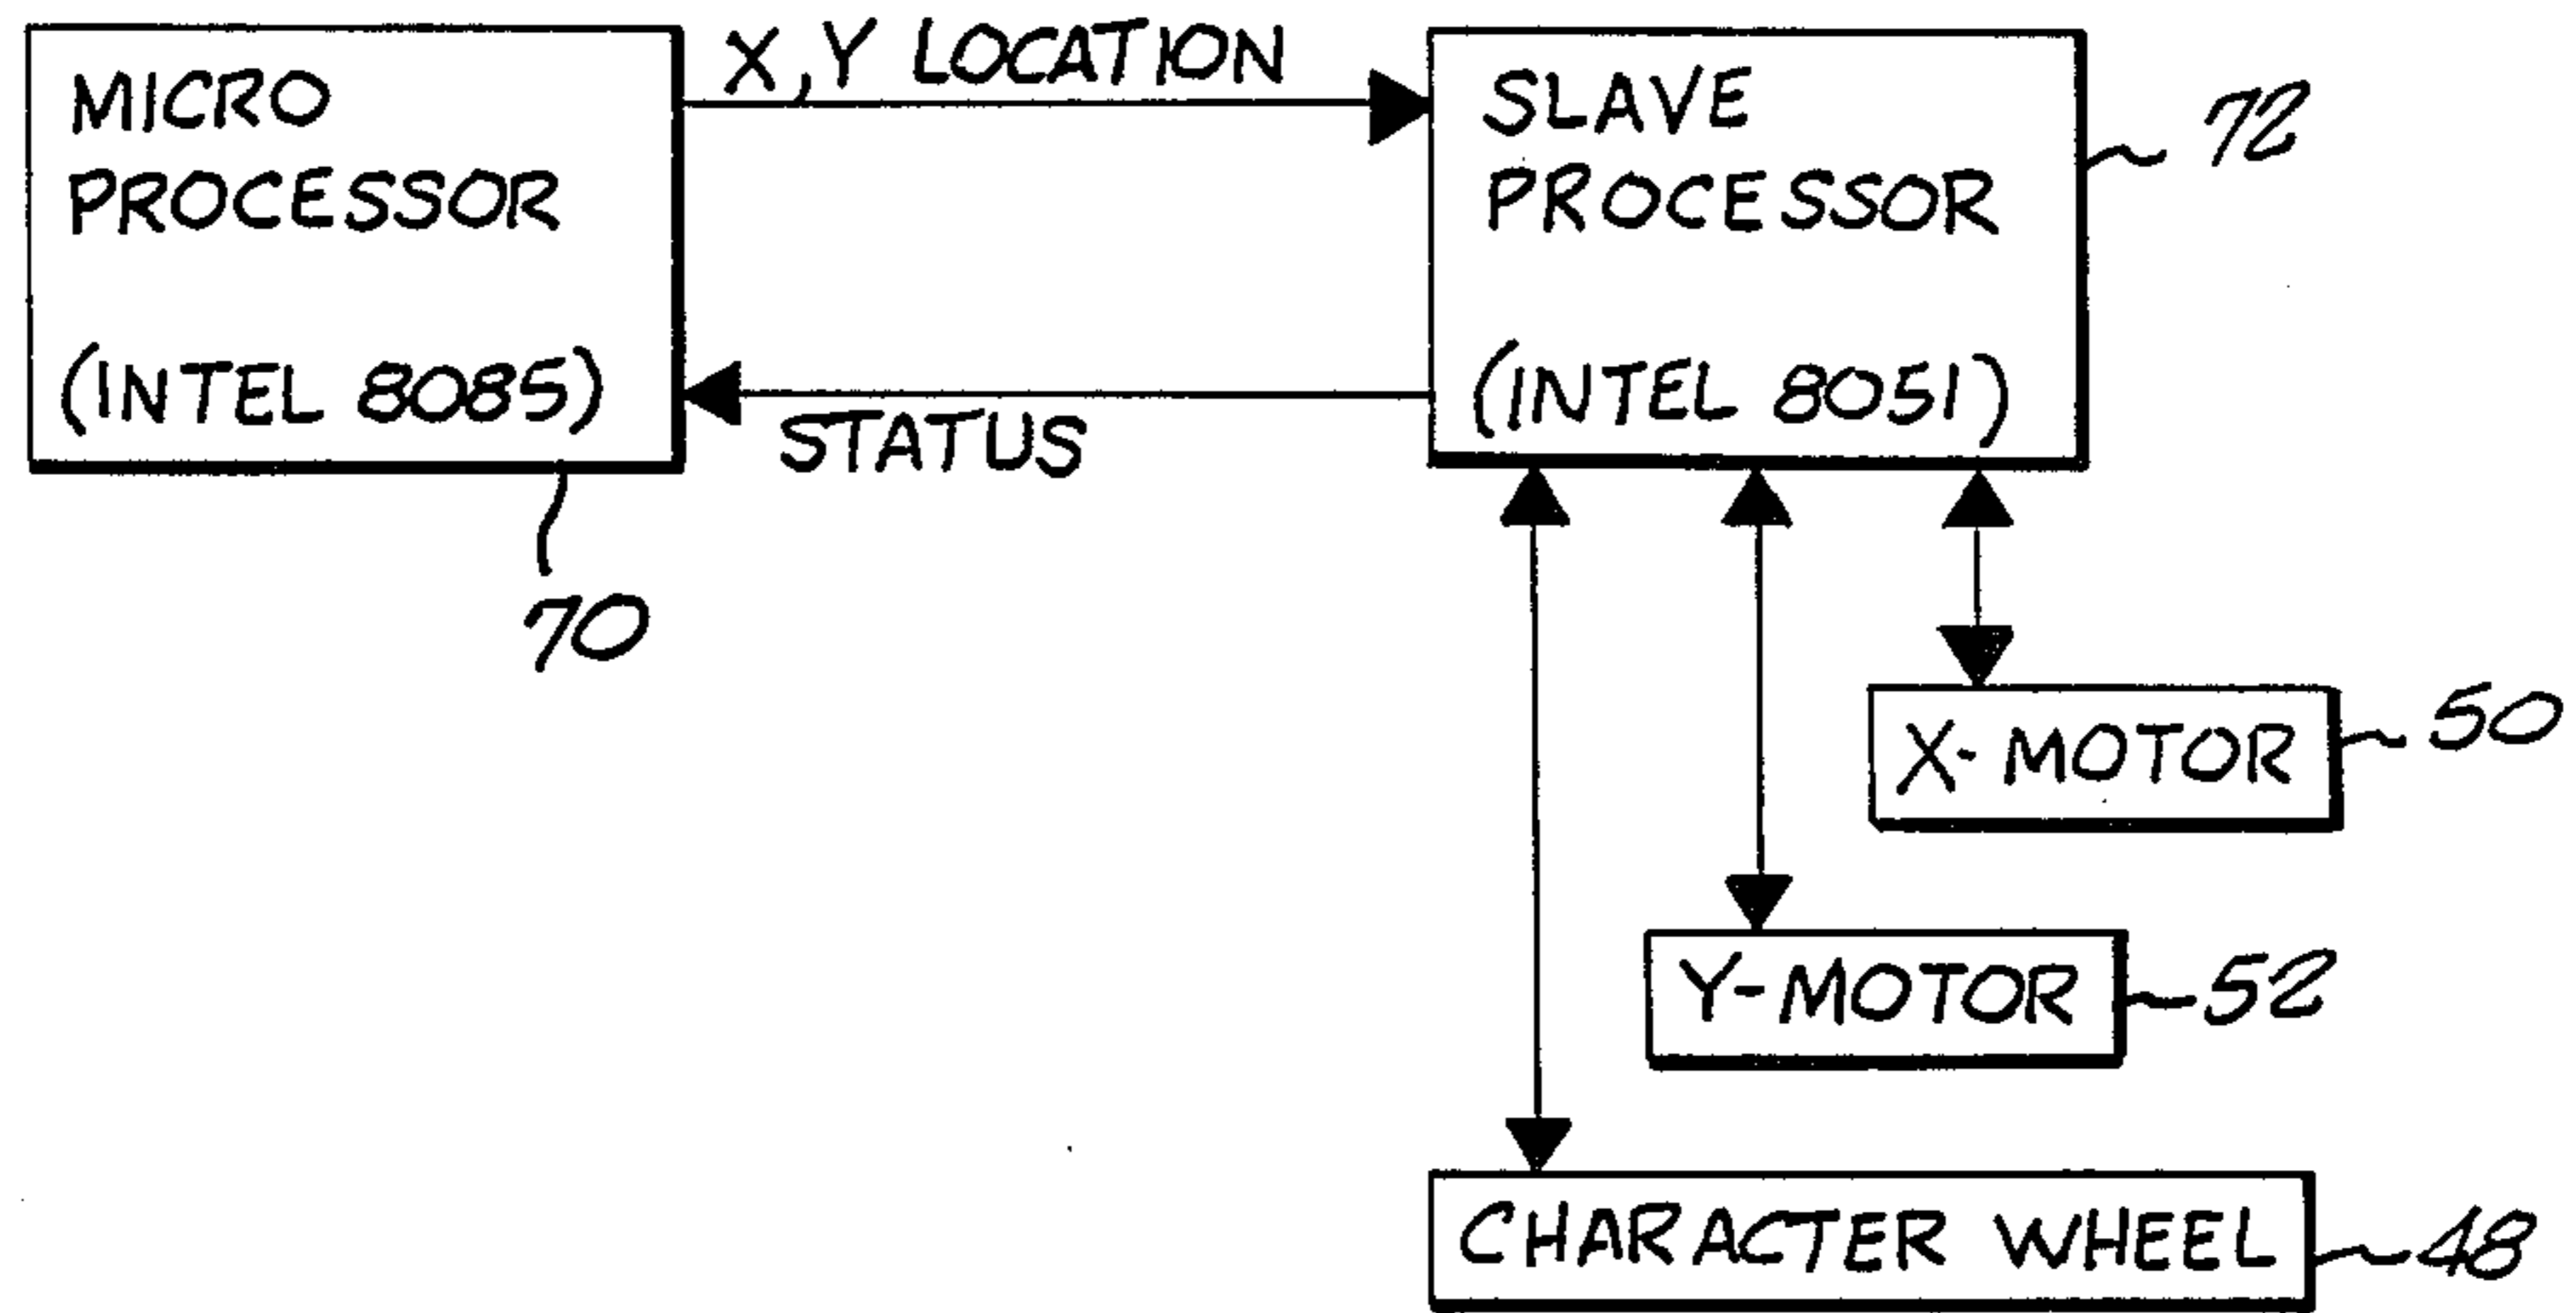 MICRO
PROCESSOR
(INTEL 8085)
70
X, Y LOCATION
STATUS
SLAVE
PROCESSOR
(INTEL 8051)
72
X-MOTOR
50
Y-MOTOR
52
CHARACTER WHEEL
48